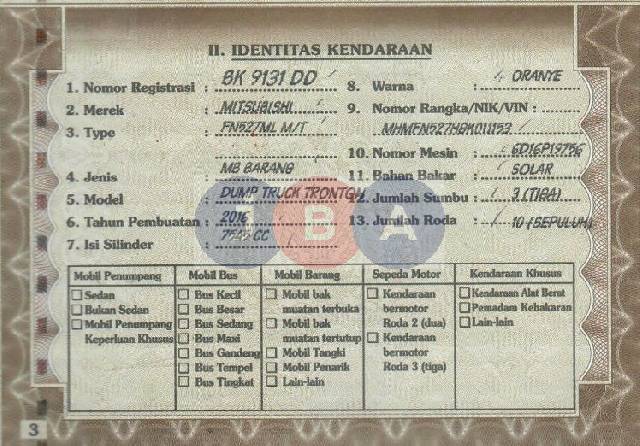 II. IDENTITAS KENDARAAN
1. Nomor Registrasi : BK 9131 DD
2. Merek : MITSUBISHI
3. Type : FN527ML M/T
4. Jenis : MB BARANG
5. Model : DUMP TRUCK TRONTON
6. Tahun Pembuatan : 2016
7. Isi Silinder : 7545 CC
8. Warna : ORANYE
9. Nomor Rangka/NIK/VIN :
10. Nomor Mesin :
11. Bahan Bakar : SOLAR
12. Jumlah Sumbu : 3 (TIGA)
13. Jumlah Roda : 10 (SEPULUH)
IBA
Mobil Penumpang
Sedan
Bukan Sedan
Mobil Penumpang
Keperluan Khusus
Mobil Bus
Bus Kecil
Bus Besar
Bus Sedang
Bus Maxi
Bus Gandeng
Bus Tempel
Bus Tingkat
Mobil Barang
Mobil bak
muatan terbuka
Mobil bak
muatan tertutup
Mobil Tangki
Mobil Penarik
Lain-lain
Sepeda Motor
Kendaraan
bermotor
Roda 2 (dua)
Kendaraan
bermotor
Roda 3 (tiga)
Kendaraan Khusus
Kendaraan Alat Berat
Pemadam Kebakaran
Lain-lain
3